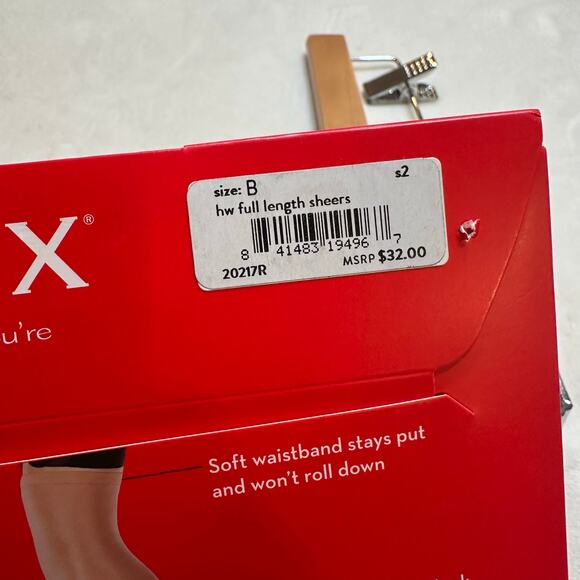 size: B s2
hw full length sheers
8 41483 19496 7
20217R MSRP $32.00
X®
ou're
Soft waistband stays put
and won't roll down